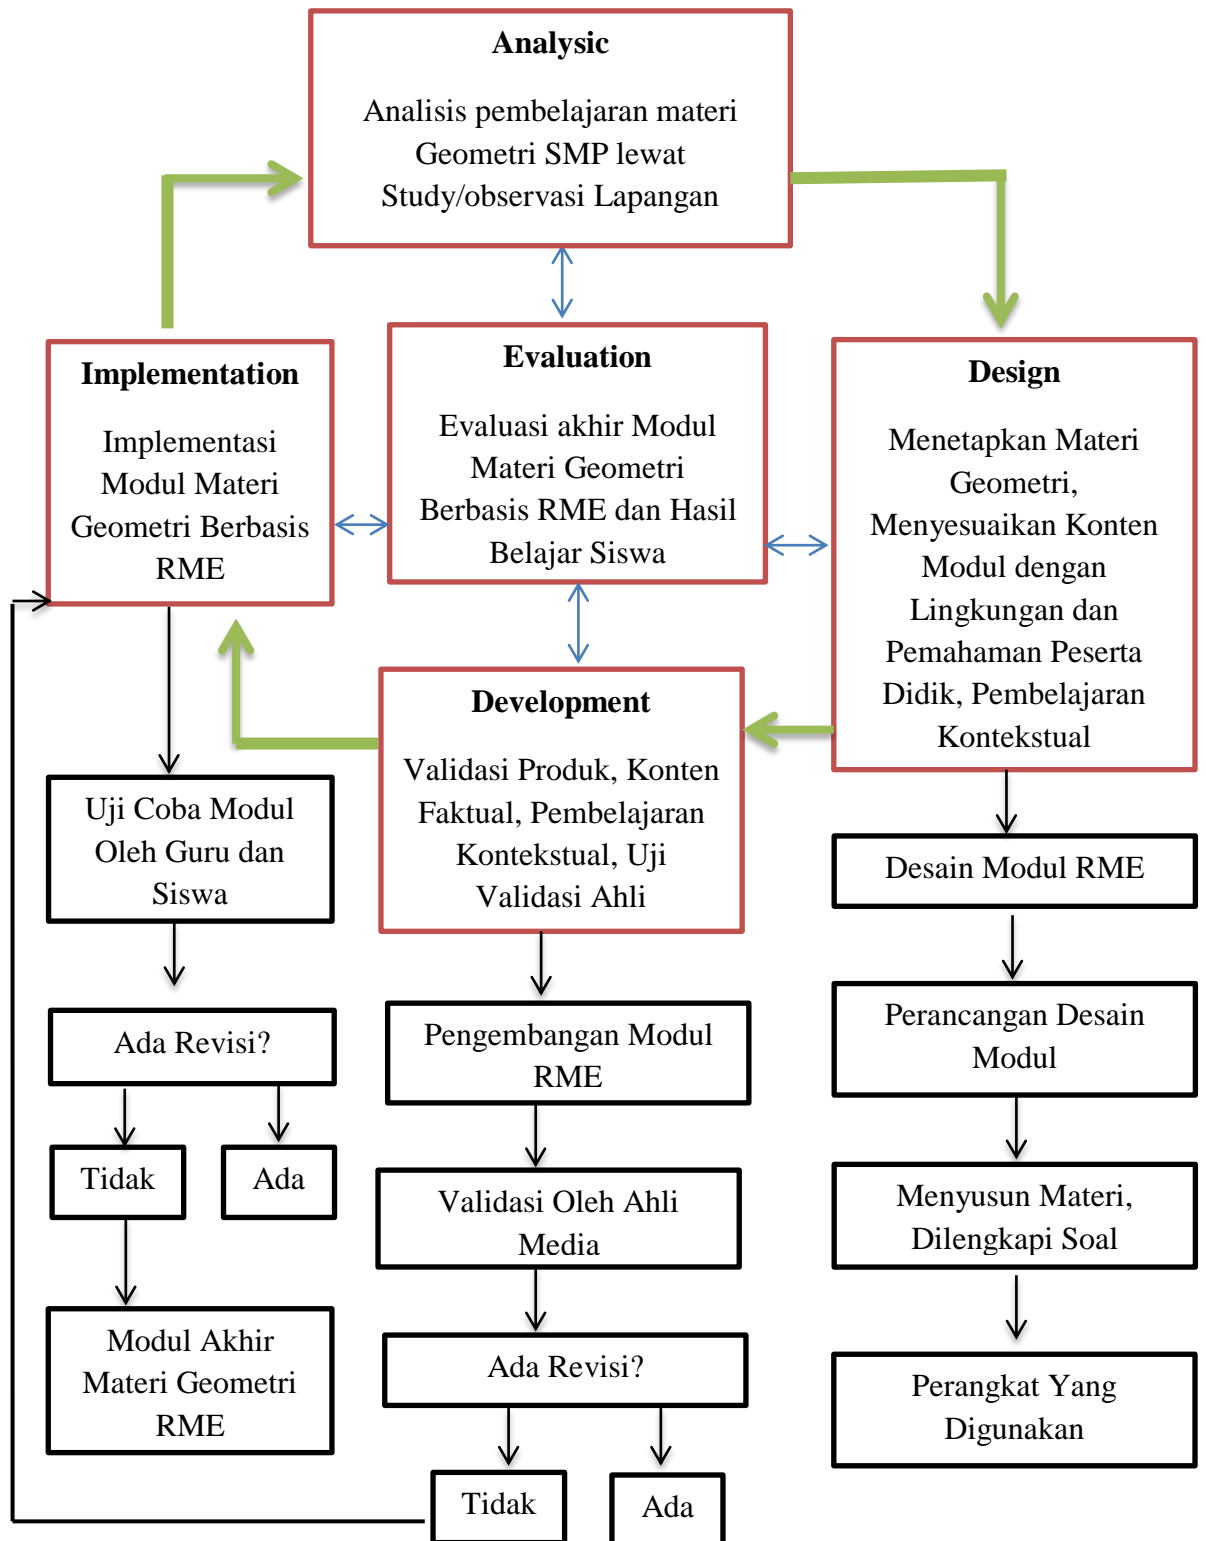 Analysic
Analisis pembelajaran materi
Geometri SMP lewat
Study/observasi Lapangan
Implementation
Implementasi
Modul Materi
Geometri Berbasis
RME
Evaluation
Evaluasi akhir Modul
Materi Geometri
Berbasis RME dan Hasil
Belajar Siswa
Design
Menetapkan Materi
Geometri,
Menyesuaikan Konten
Modul dengan
Lingkungan dan
Pemahaman Peserta
Didik, Pembelajaran
Kontekstual
Development
Validasi Produk, Konten
Faktual, Pembelajaran
Kontekstual, Uji
Validasi Ahli
Uji Coba Modul
Oleh Guru dan
Siswa
Ada Revisi?
Tidak
Ada
Modul Akhir
Materi Geometri
RME
Pengembangan Modul
RME
Validasi Oleh Ahli
Media
Ada Revisi?
Tidak
Ada
Desain Modul RME
Perancangan Desain
Modul
Menyusun Materi,
Dilengkapi Soal
Perangkat Yang
Digunakan